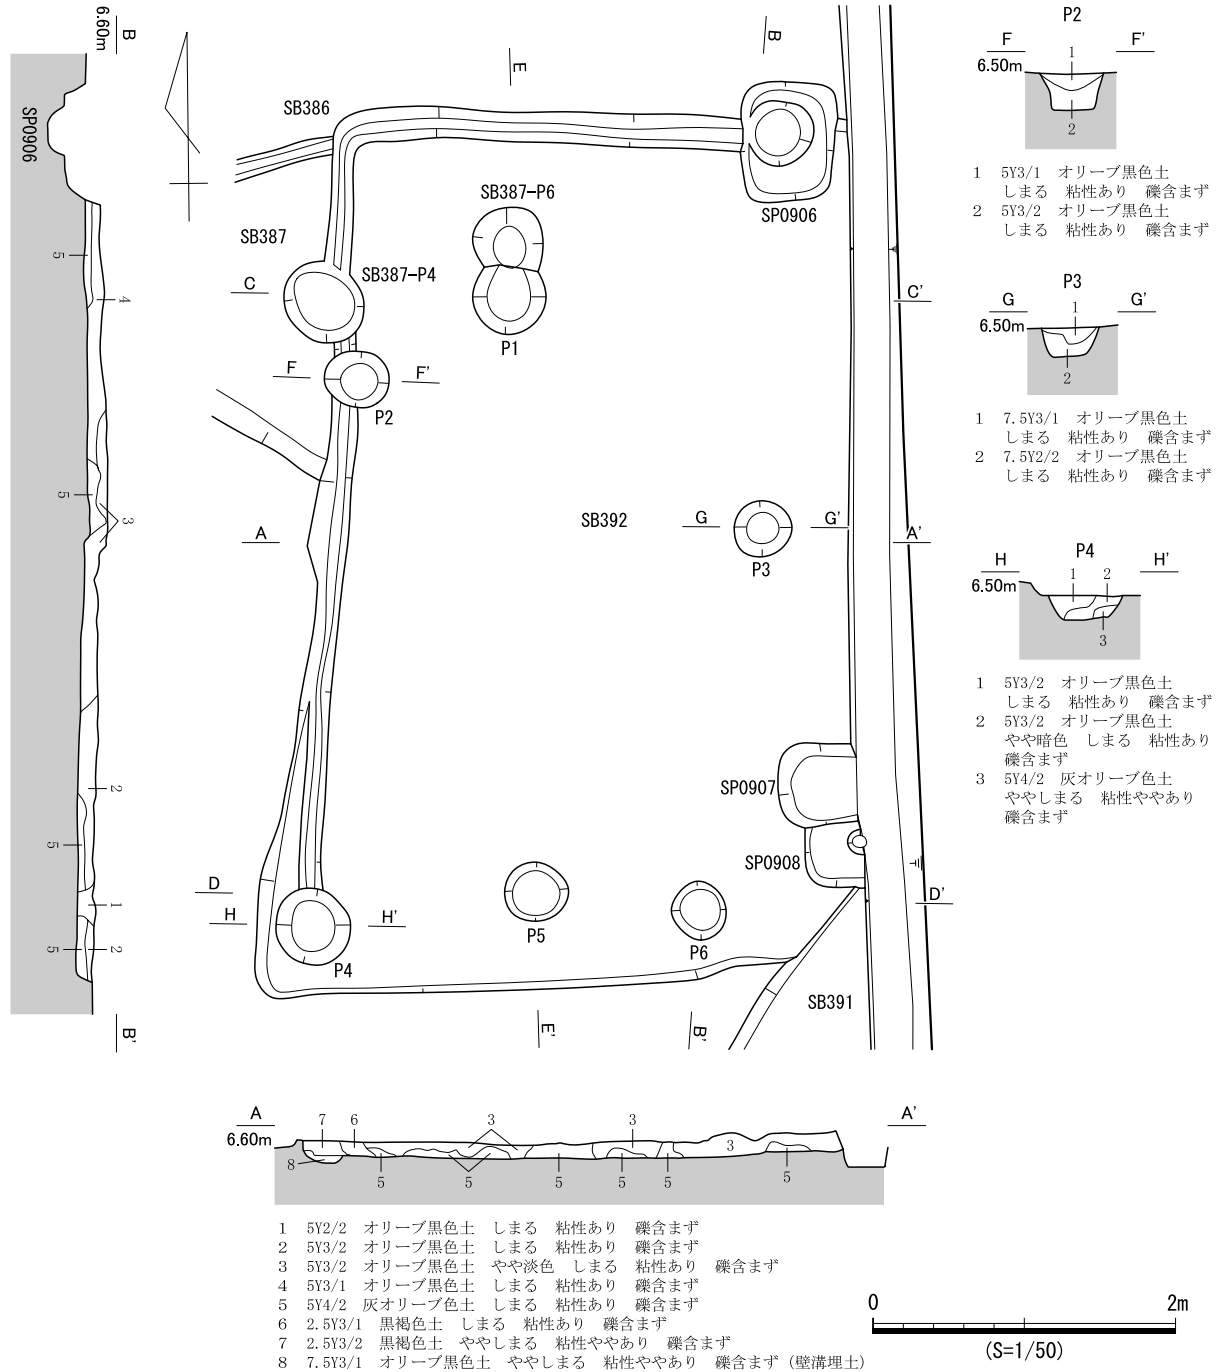 B
6.60m
SP0906
5
4
5
3
2
5
1
5
2
B'
SB386
E
B
SB387-P6
SP0906
SB387
C
SB387-P4
C'
P1
F
F'
P2
A
SB392
G
G'
P3
A'
SP0907
SP0908
D
D'
H
H'
P5
P6
P4
SB391
E'
B'
P2
F
F'
6.50m
1
2
1 5Y3/1 オリーブ黒色土
しまる 粘性あり 礫含まず
2 5Y3/2 オリーブ黒色土
しまる 粘性あり 礫含まず
P3
G
G'
6.50m
1
2
1 7.5Y3/1 オリーブ黒色土
しまる 粘性あり 礫含まず
2 7.5Y2/2 オリーブ黒色土
しまる 粘性あり 礫含まず
P4
H
H'
6.50m
1 2
3
1 5Y3/2 オリーブ黒色土
しまる 粘性あり 礫含まず
2 5Y3/2 オリーブ黒色土
やや暗色 しまる 粘性あり
礫含まず
3 5Y4/2 灰オリーブ色土
ややしまる 粘性ややあり
礫含まず
A
A'
6.60m
7 6 3 3
3
8
5 5 5 5 5 5
1 5Y2/2 オリーブ黒色土 しまる 粘性あり 礫含まず
2 5Y3/2 オリーブ黒色土 しまる 粘性あり 礫含まず
3 5Y3/2 オリーブ黒色土 やや淡色 しまる 粘性あり 礫含まず
4 5Y3/1 オリーブ黒色土 しまる 粘性あり 礫含まず
5 5Y4/2 灰オリーブ色土 しまる 粘性あり 礫含まず
6 2.5Y3/1 黒褐色土 しまる 粘性あり 礫含まず
7 2.5Y3/2 黒褐色土 ややしまる 粘性ややあり 礫含まず
8 7.5Y3/1 オリーブ黒色土 ややしまる 粘性ややあり 礫含まず（壁溝埋土）
0 2m
(S=1/50)